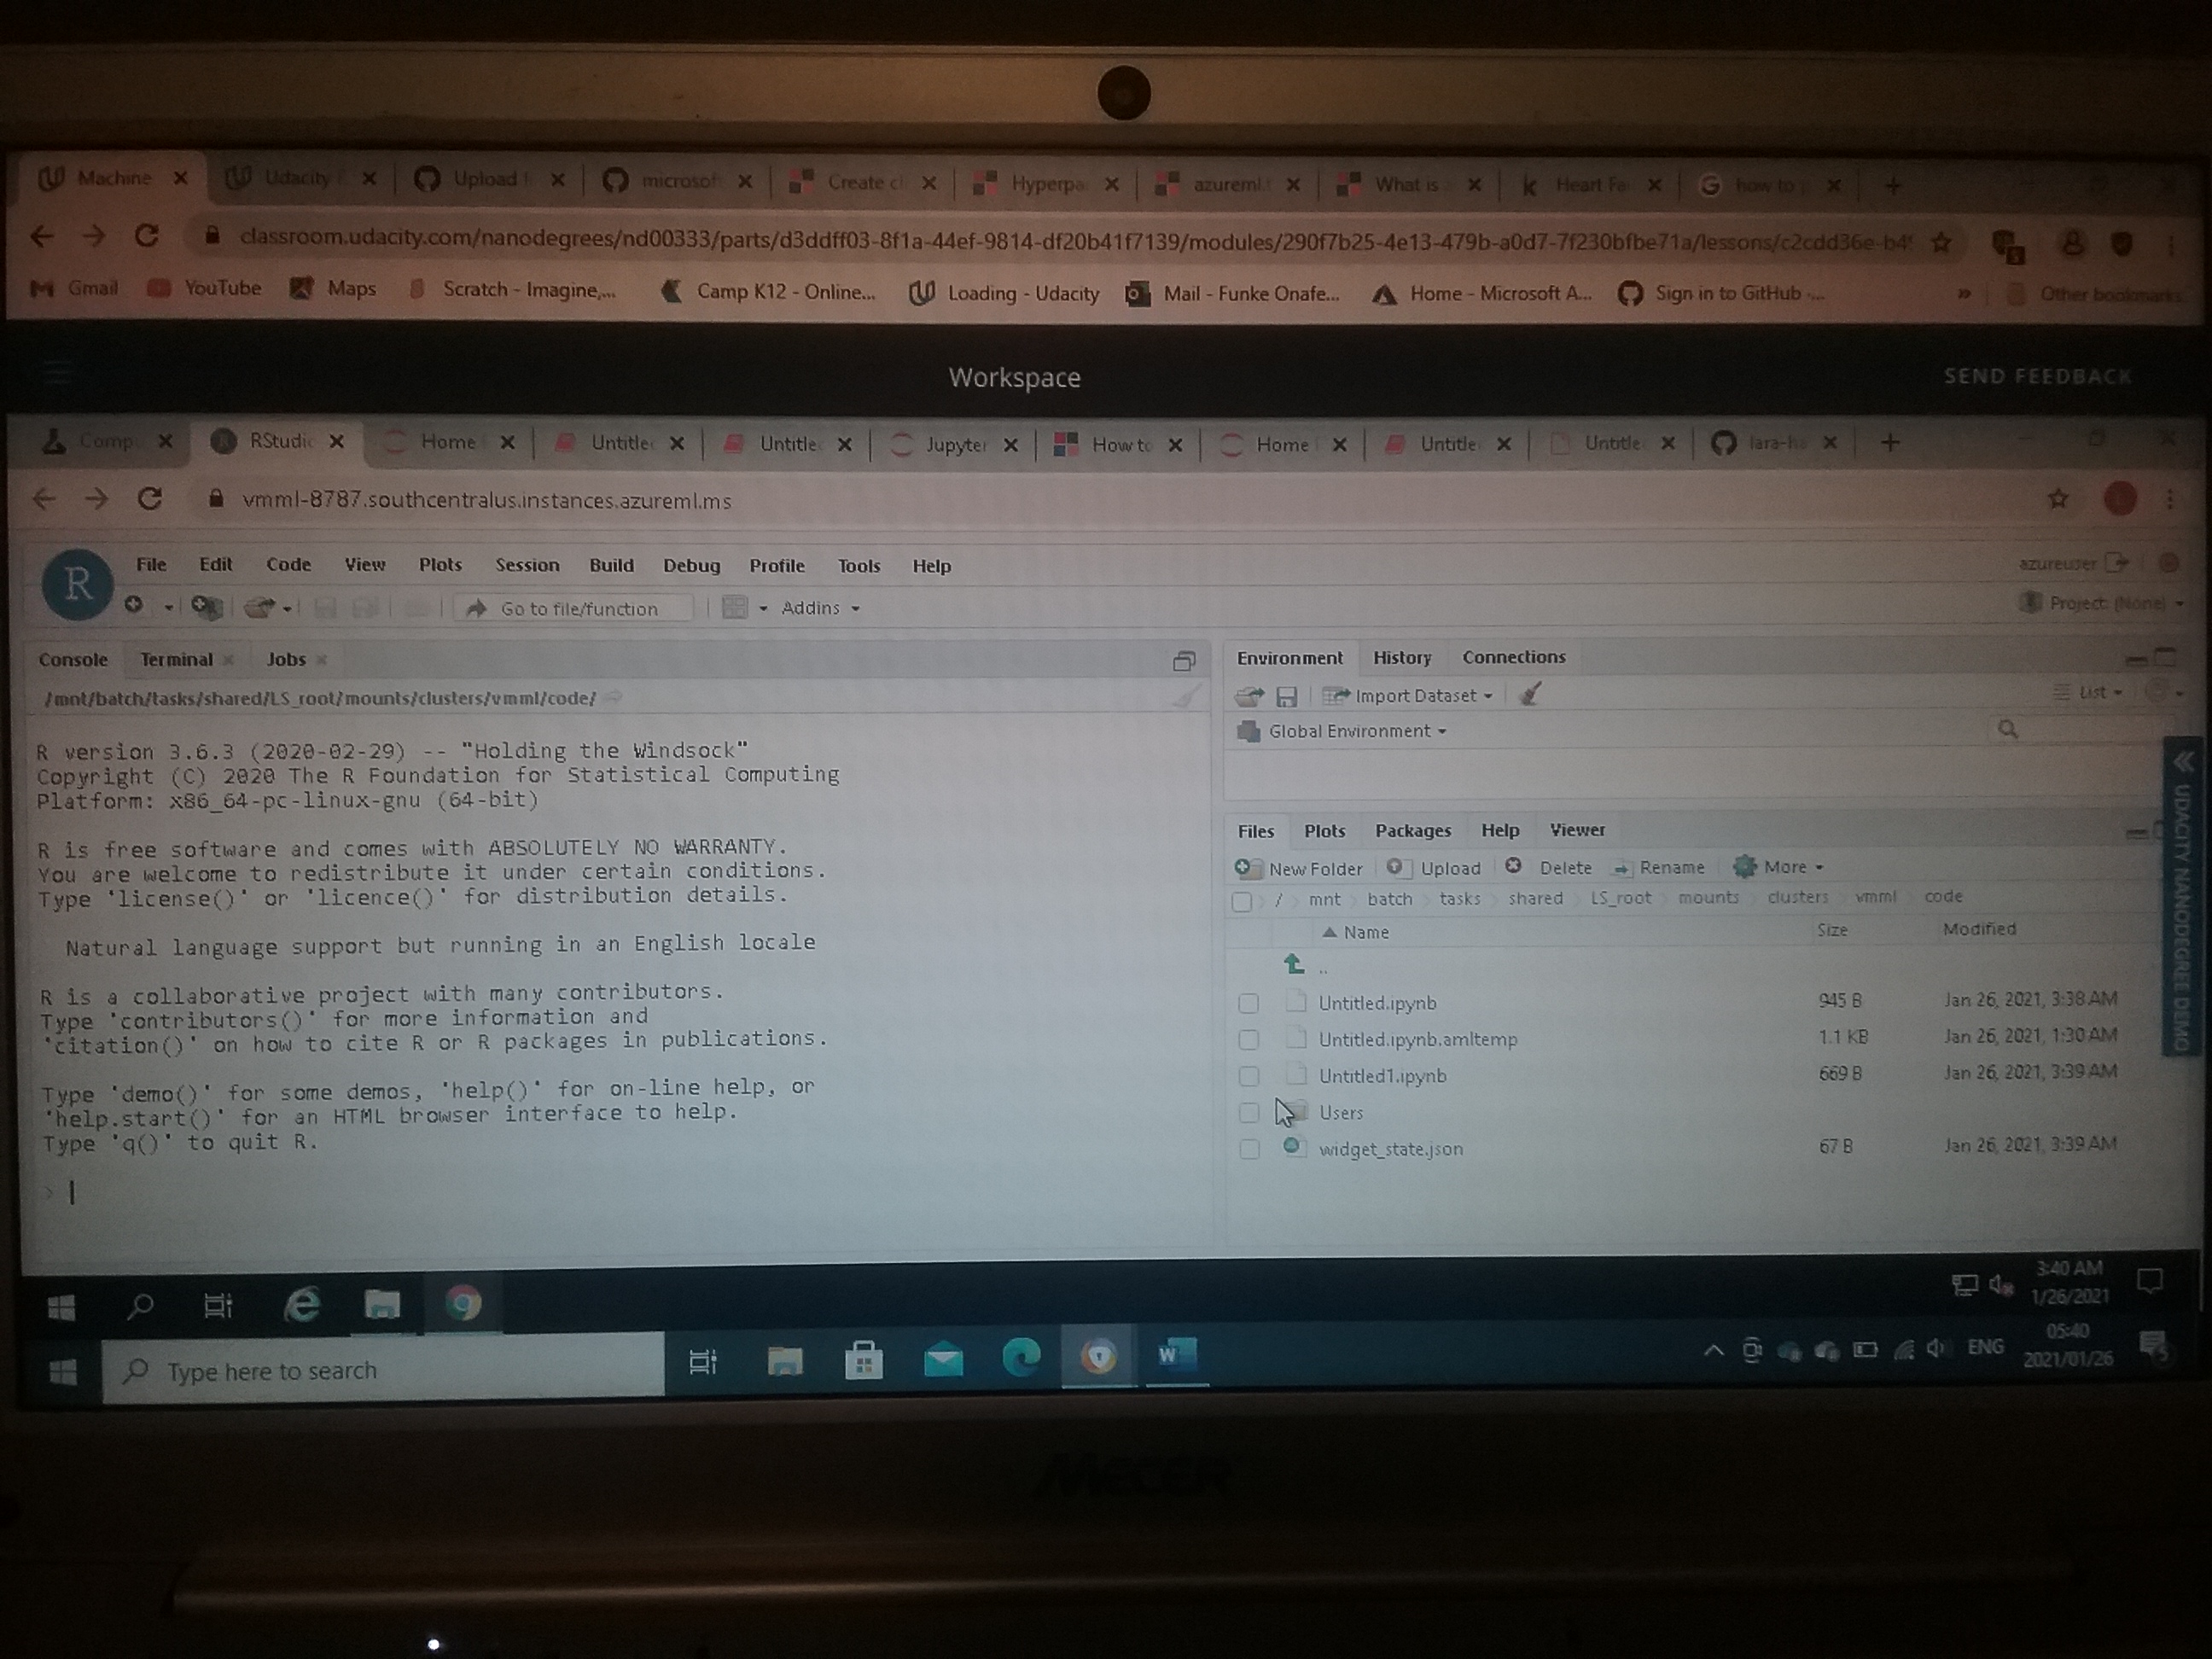 Machine Udacity Upload microsof Create cl Hyperpa azureml. What is Heart Fa how to
classroom.udacity.com/nanodegrees/nd00333/parts/d3ddff03-8f1a-44ef-9814-df20b41f7139/modules/290f7b25-4e13-479b-a0d7-7f230bfbe71a/lessons/c2cdd36e-b4
Gmail YouTube Maps Scratch - Imagine,... Camp K12 - Online... Loading - Udacity Mail - Funke Onafe... Home - Microsoft A... Sign in to GitHub ·... » Other bookmarks
Workspace SEND FEEDBACK
Comp RStudi Home Untitle Untitle Jupyter How to Home Untitle Untitle lara-h
vmml-8787.southcentralus.instances.azureml.ms
R File Edit Code View Plots Session Build Debug Profile Tools Help azureuser
Go to file/function Addins Project: (None)
Console Terminal Jobs
/mnt/batch/tasks/shared/LS_root/mounts/clusters/vmml/code/
R version 3.6.3 (2020-02-29) -- "Holding the Windsock"
Copyright (C) 2020 The R Foundation for Statistical Computing
Platform: x86_64-pc-linux-gnu (64-bit)
R is free software and comes with ABSOLUTELY NO WARRANTY.
You are welcome to redistribute it under certain conditions.
Type 'license()' or 'licence()' for distribution details.
Natural language support but running in an English locale
R is a collaborative project with many contributors.
Type 'contributors()' for more information and
'citation()' on how to cite R or R packages in publications.
Type 'demo()' for some demos, 'help()' for on-line help, or
'help.start()' for an HTML browser interface to help.
Type 'q()' to quit R.
>
Environment History Connections
Import Dataset List
Global Environment
Files Plots Packages Help Viewer
New Folder Upload Delete Rename More
/ mnt batch tasks shared LS_root mounts clusters vmml code
Name Size Modified
..
Untitled.ipynb 945 B Jan 26, 2021, 3:38 AM
Untitled.ipynb.amltemp 1.1 KB Jan 26, 2021, 1:30 AM
Untitled1.ipynb 669 B Jan 26, 2021, 3:39 AM
Users
widget_state.json 67 B Jan 26, 2021, 3:39 AM
UDACITY NANODEGREE DEMO
3:40 AM
1/26/2021
Type here to search ENG
05:40
2021/01/26
MECER